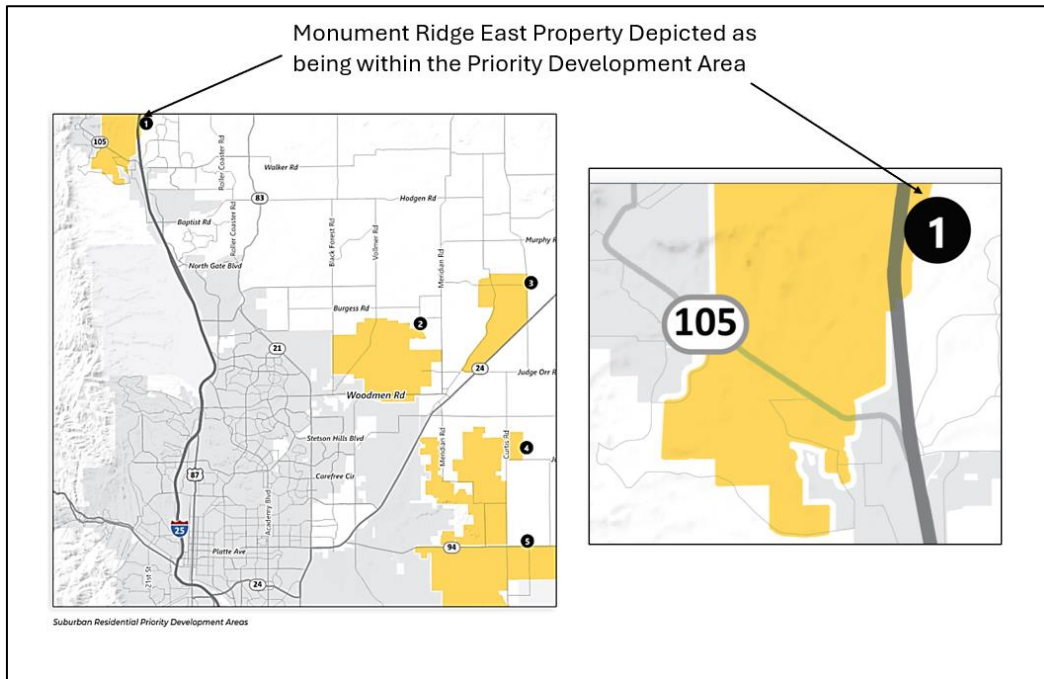 Monument Ridge East Property Depicted as
being within the Priority Development Area
1
105
Roller Coaster Rd
Walker Rd
83
Hodgen Rd
Baptist Rd
Roller Coaster Rd
Black Forest Rd
Vollmer Rd
Meridian Rd
Murphy R
North Gate Blvd
3
Burgess Rd
2
21
24
Judge Orr R
Woodmen Rd
Stetson Hills Blvd
Meridian Rd
Curtis Rd
4
87
Carefree Cir
Academy Blvd
25
Platte Ave
94
5
21st St
24
Suburban Residential Priority Development Areas
1
105